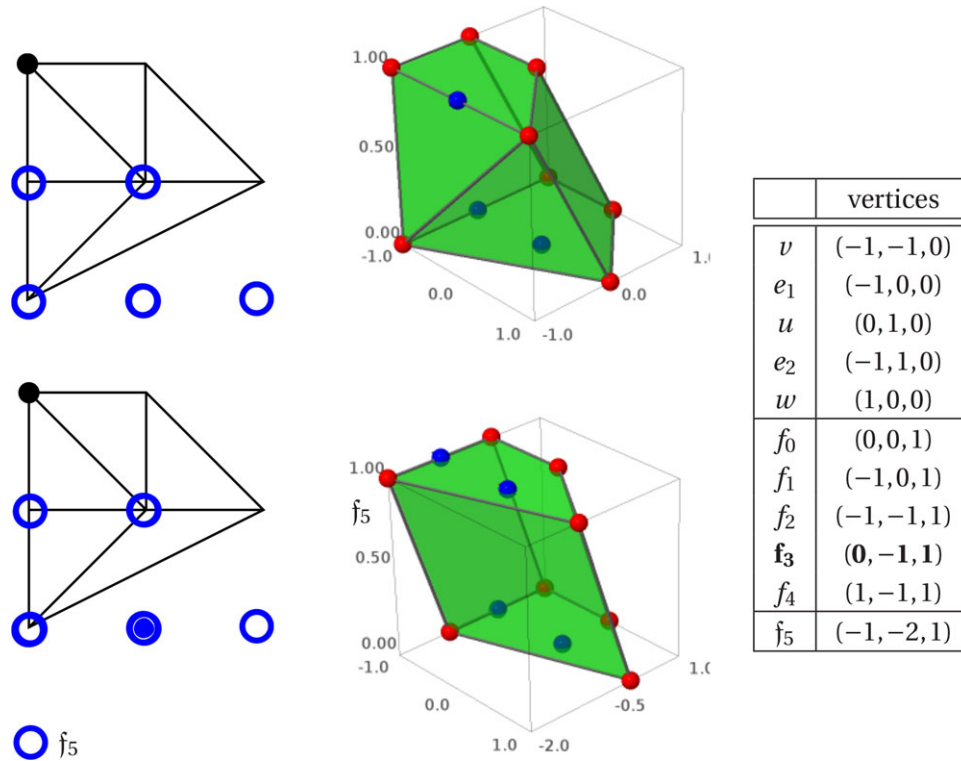 1.00
0.50
0.00
-1.0
0.0
1.0
-1.0
0.0
1.(
𝔣₅
1.00
𝔣₅
0.50
0.00
-1.0
0.0
1.0
-2.0
-0.5
1.(
vertices
v (−1,−1,0)
e₁ (−1,0,0)
u (0,1,0)
e₂ (−1,1,0)
w (1,0,0)
f₀ (0,0,1)
f₁ (−1,0,1)
f₂ (−1,−1,1)
f₃ (0,−1,1)
f₄ (1,−1,1)
𝔣₅ (−1,−2,1)